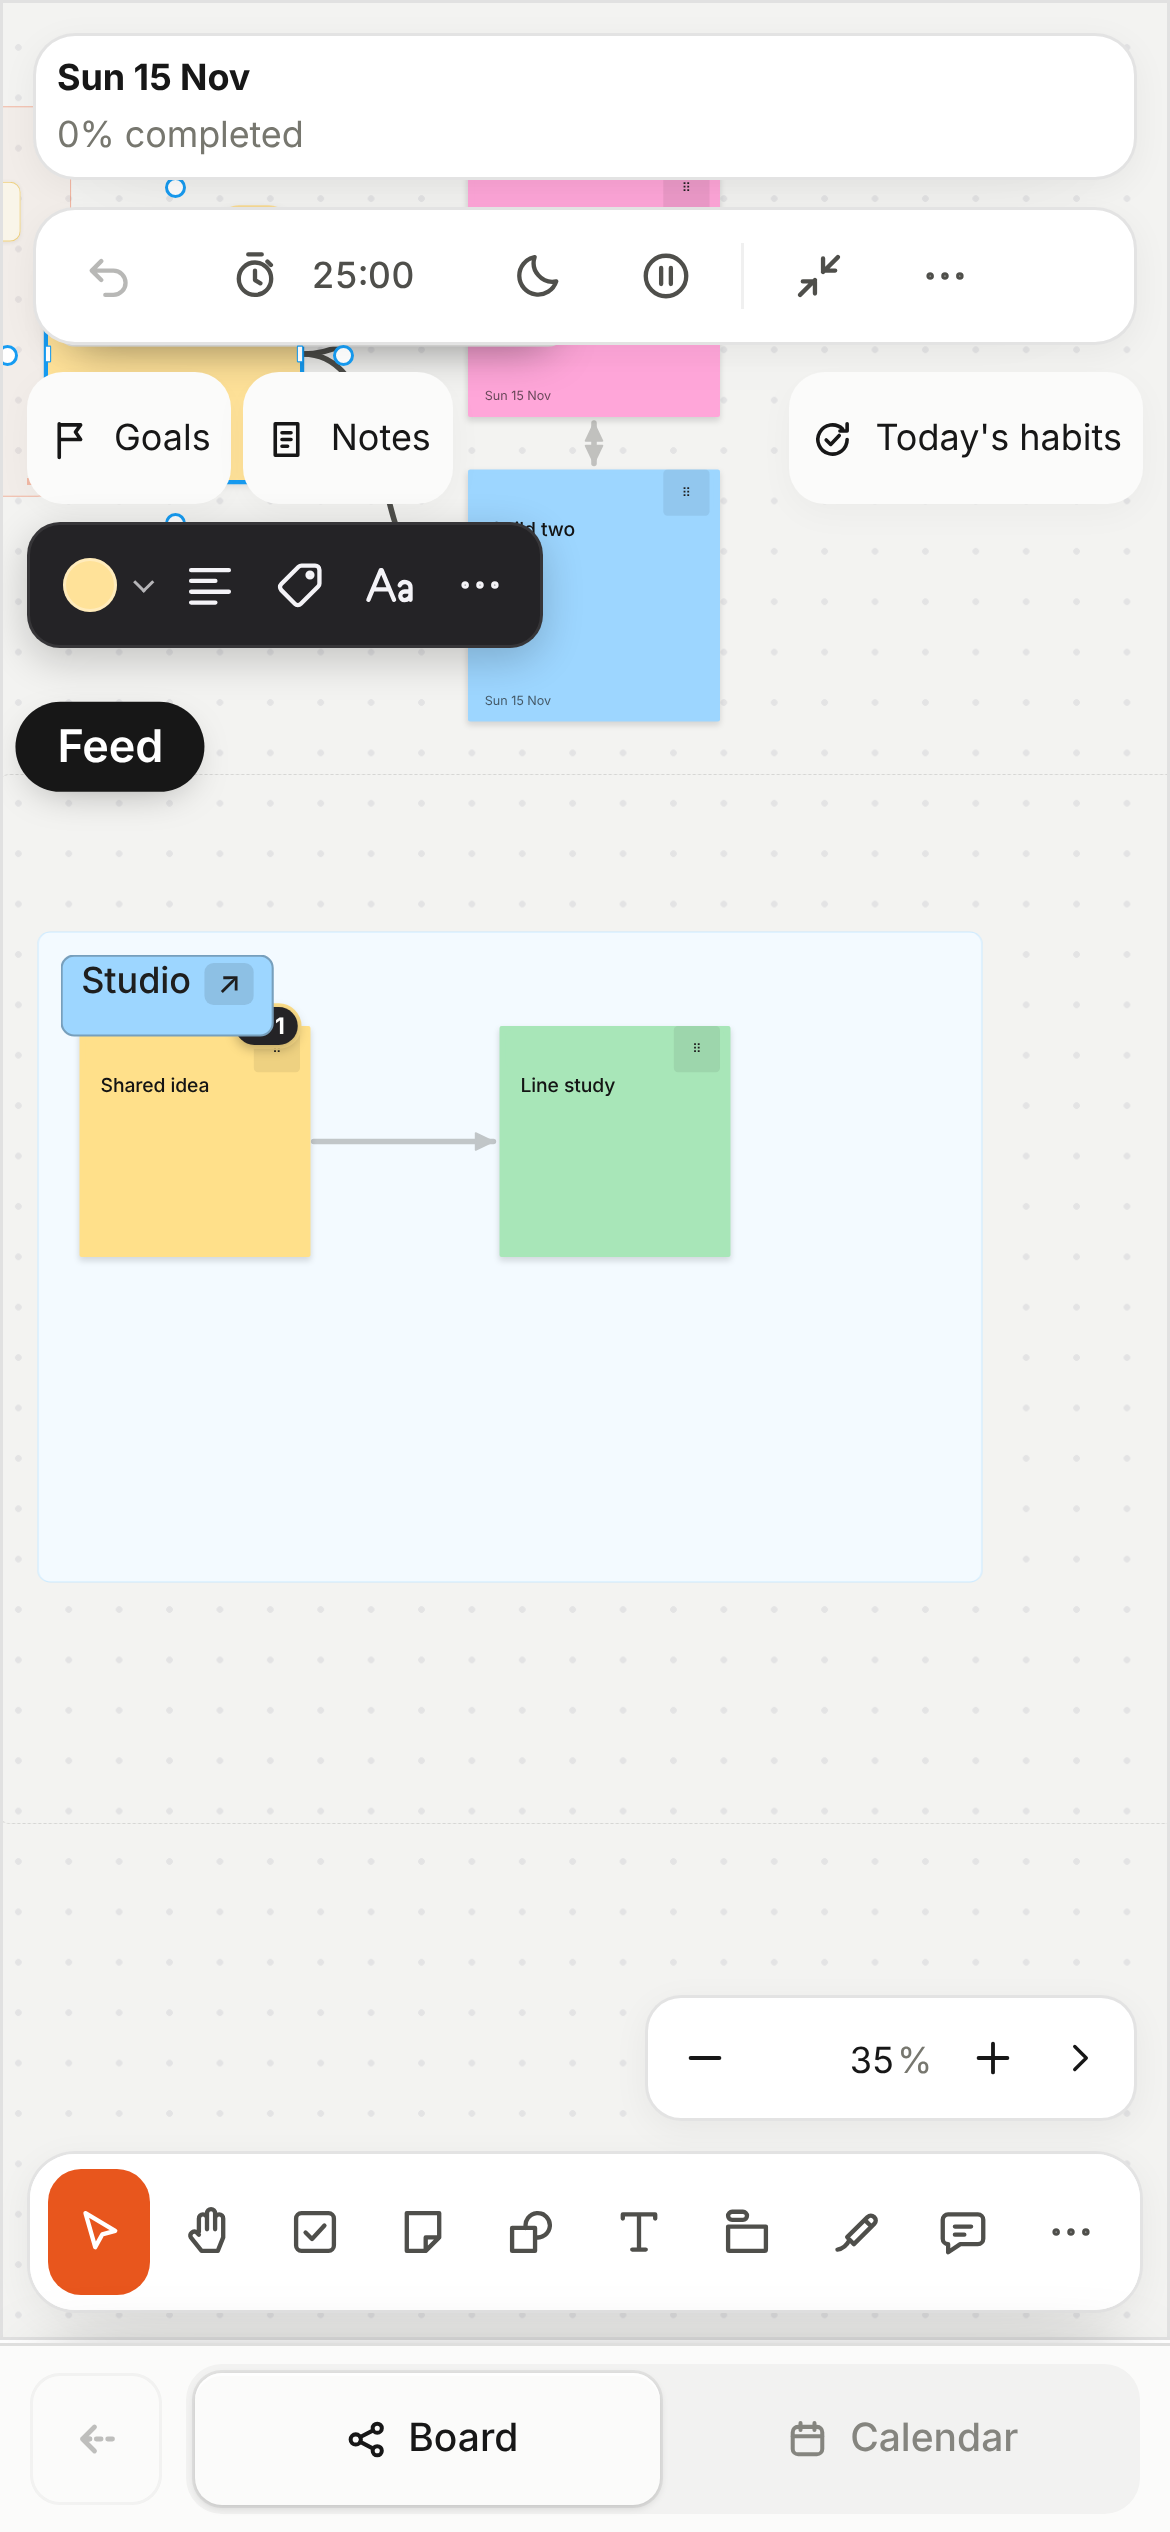 Sun 15 Nov
0% completed
25:00
Sun 15 Nov
Goals
Notes
Today's habits
two
Aa
Sun 15 Nov
Feed
Studio
1
Shared idea
Line study
35%
Board
Calendar